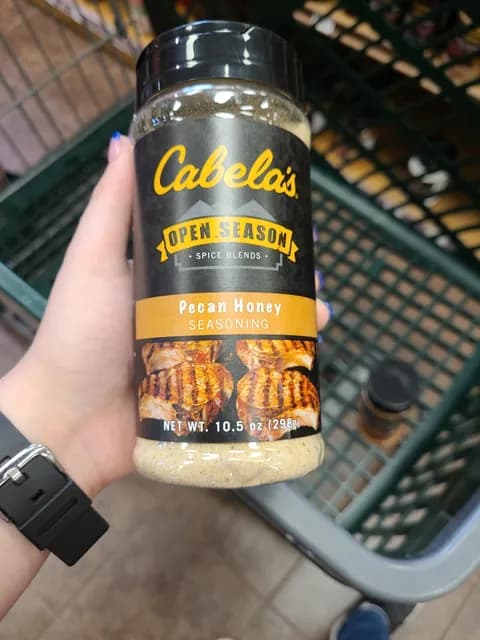 Cabela's
OPEN SEASON
• SPICE BLENDS •
Pecan Honey
SEASONING
NET WT. 10.5 oz (298g)